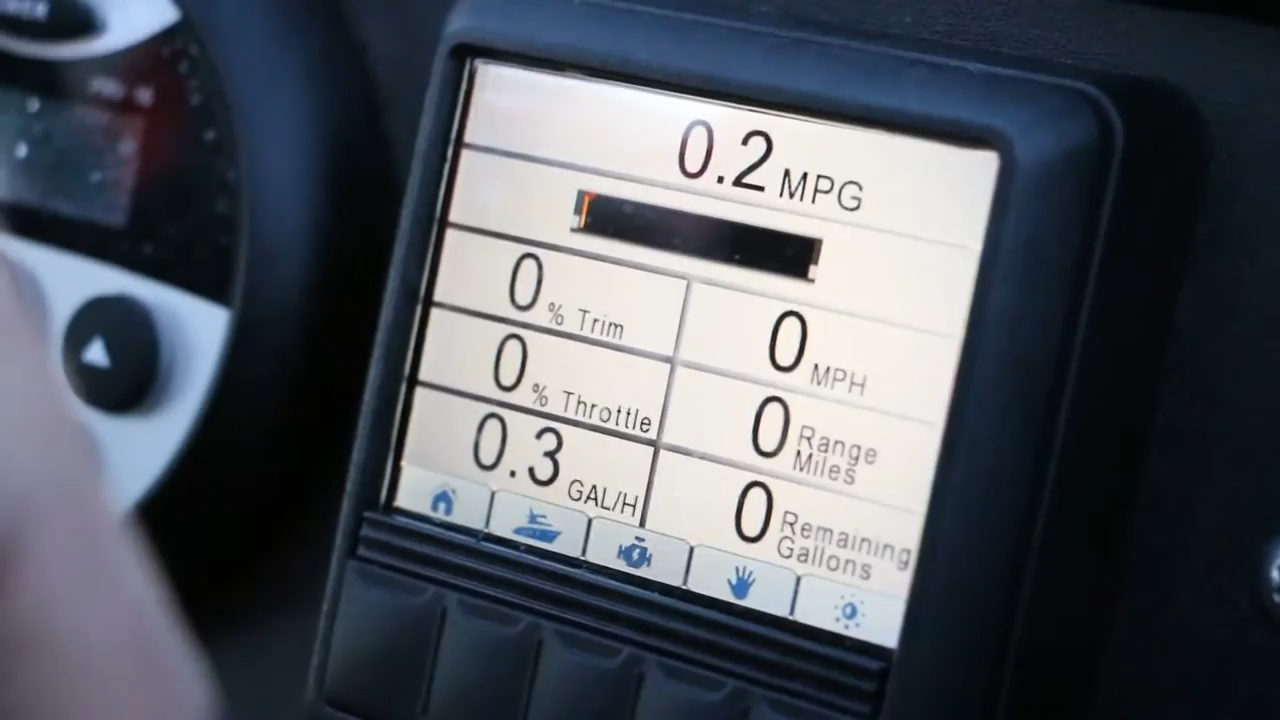 0.2 MPG
0 % Trim
0 MPH
0 % Throttle
0 Range
Miles
0.3 GAL/H
0 Remaining
Gallons